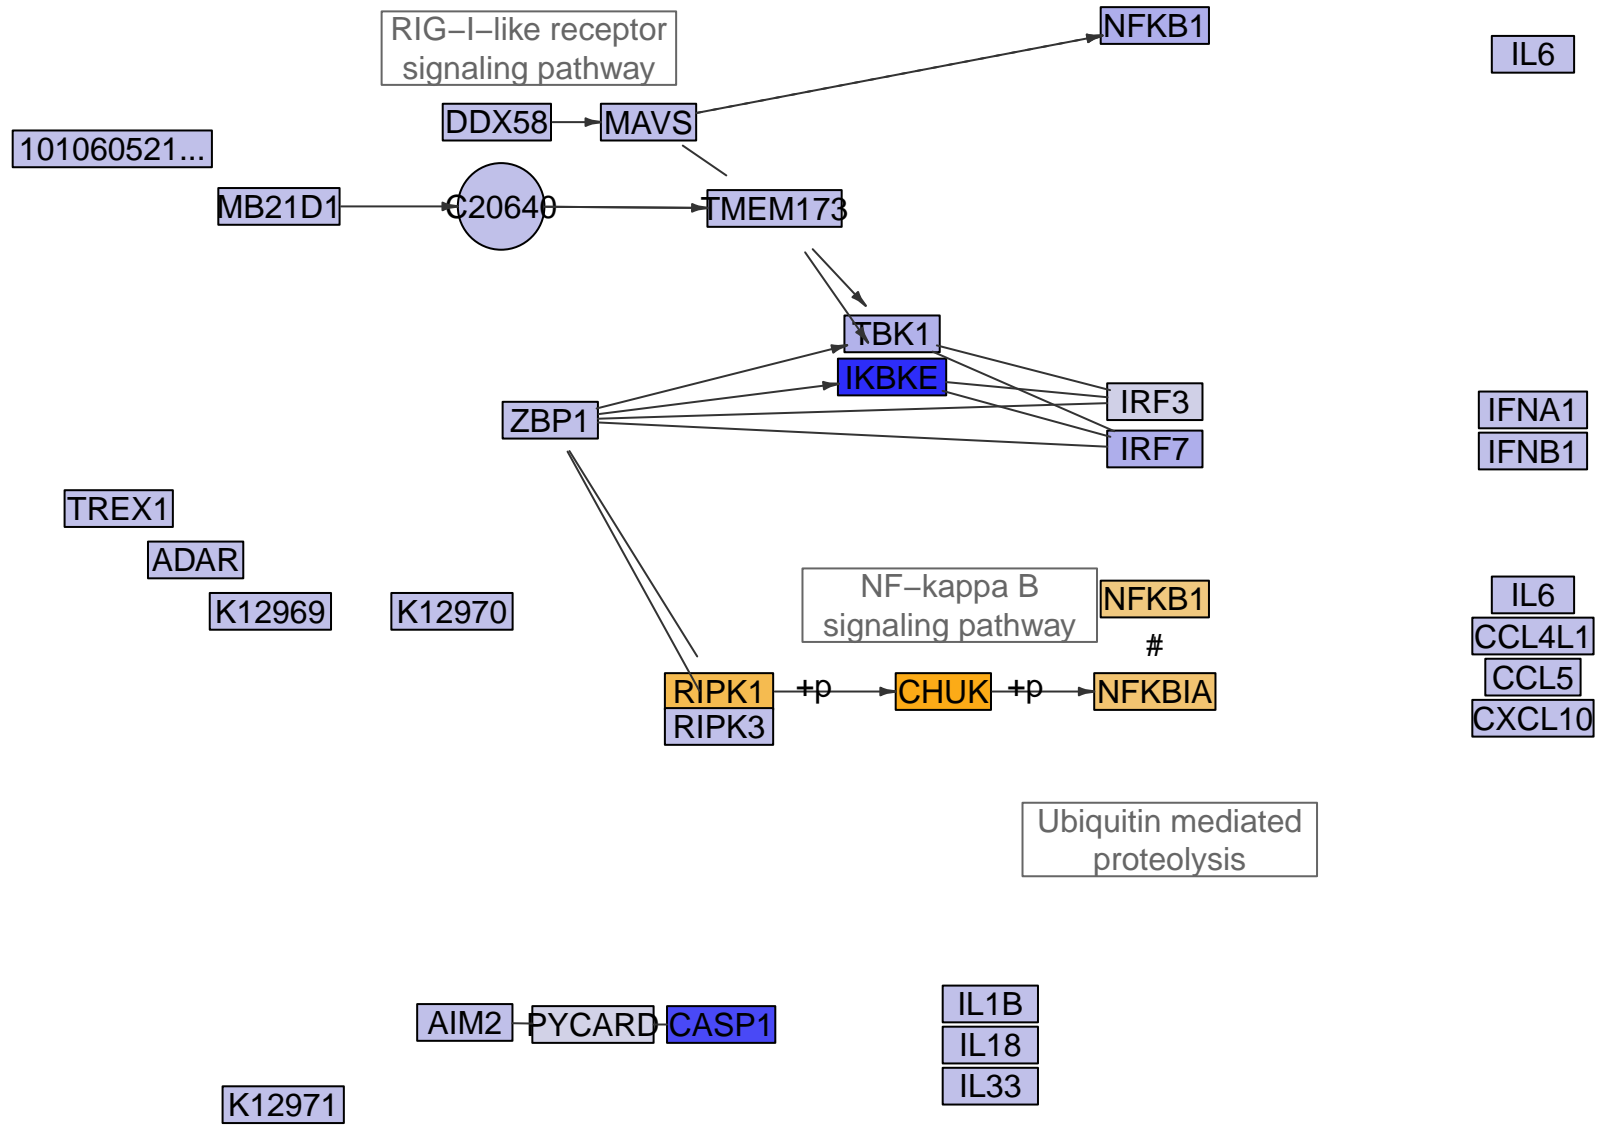 RIG−I−like receptor
signaling pathway
NFKB1
IL6
DDX58
MAVS
101060521...
MB21D1
C20640
TMEM173
TBK1
IKBKE
ZBP1
IRF3
IRF7
IFNA1
IFNB1
TREX1
ADAR
K12969
K12970
NF−kappa B
signaling pathway
NFKB1
#
IL6
CCL4L1
CCL5
CXCL10
RIPK1
+p
CHUK
+p
NFKBIA
RIPK3
Ubiquitin mediated
proteolysis
AIM2
PYCARD
CASP1
IL1B
IL18
IL33
K12971